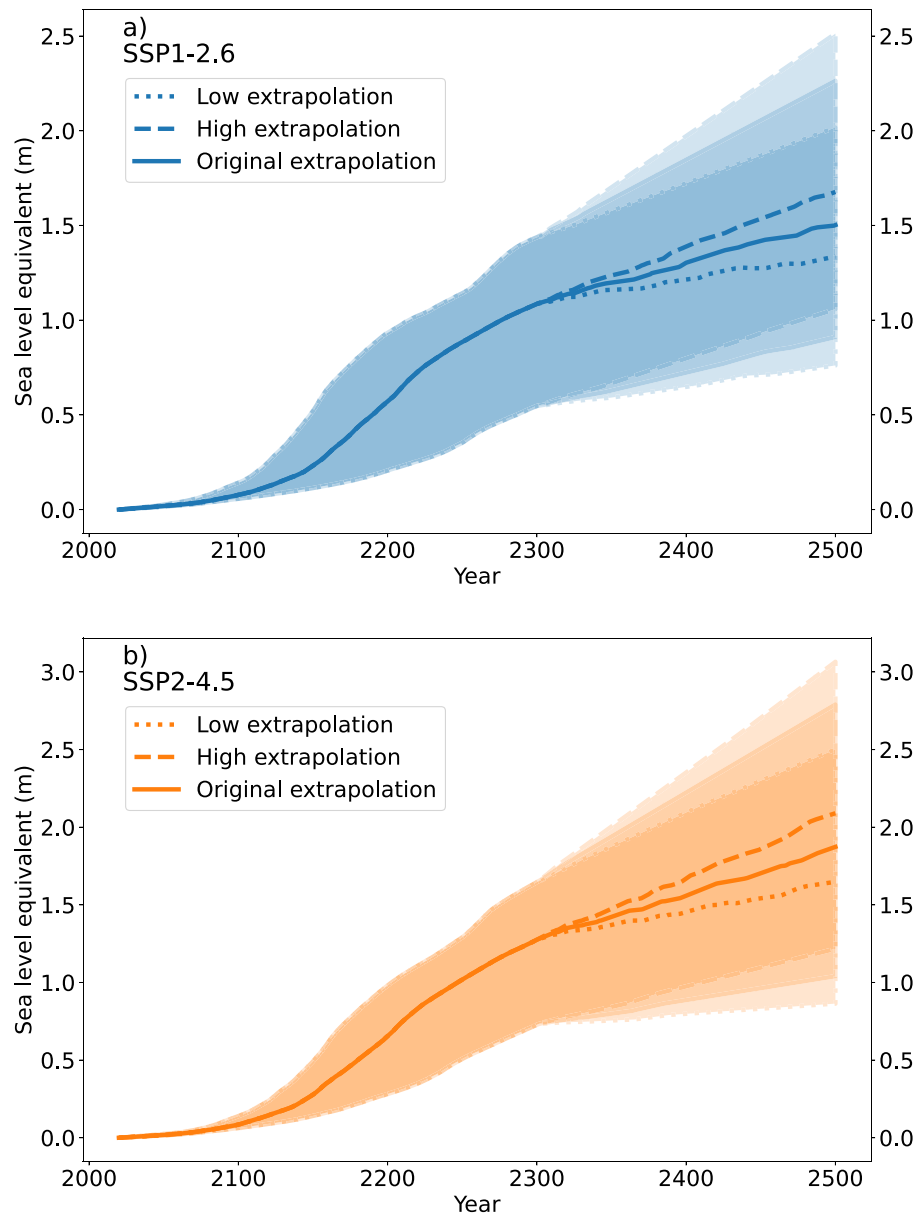 a)
SSP1-2.6
Low extrapolation
High extrapolation
Original extrapolation
Sea level equivalent (m)
2.5
2.0
1.5
1.0
0.5
0.0
2.5
2.0
1.5
1.0
0.5
0.0
2000 2100 2200 2300 2400 2500
Year
b)
SSP2-4.5
Low extrapolation
High extrapolation
Original extrapolation
Sea level equivalent (m)
3.0
2.5
2.0
1.5
1.0
0.5
0.0
3.0
2.5
2.0
1.5
1.0
0.5
0.0
2000 2100 2200 2300 2400 2500
Year